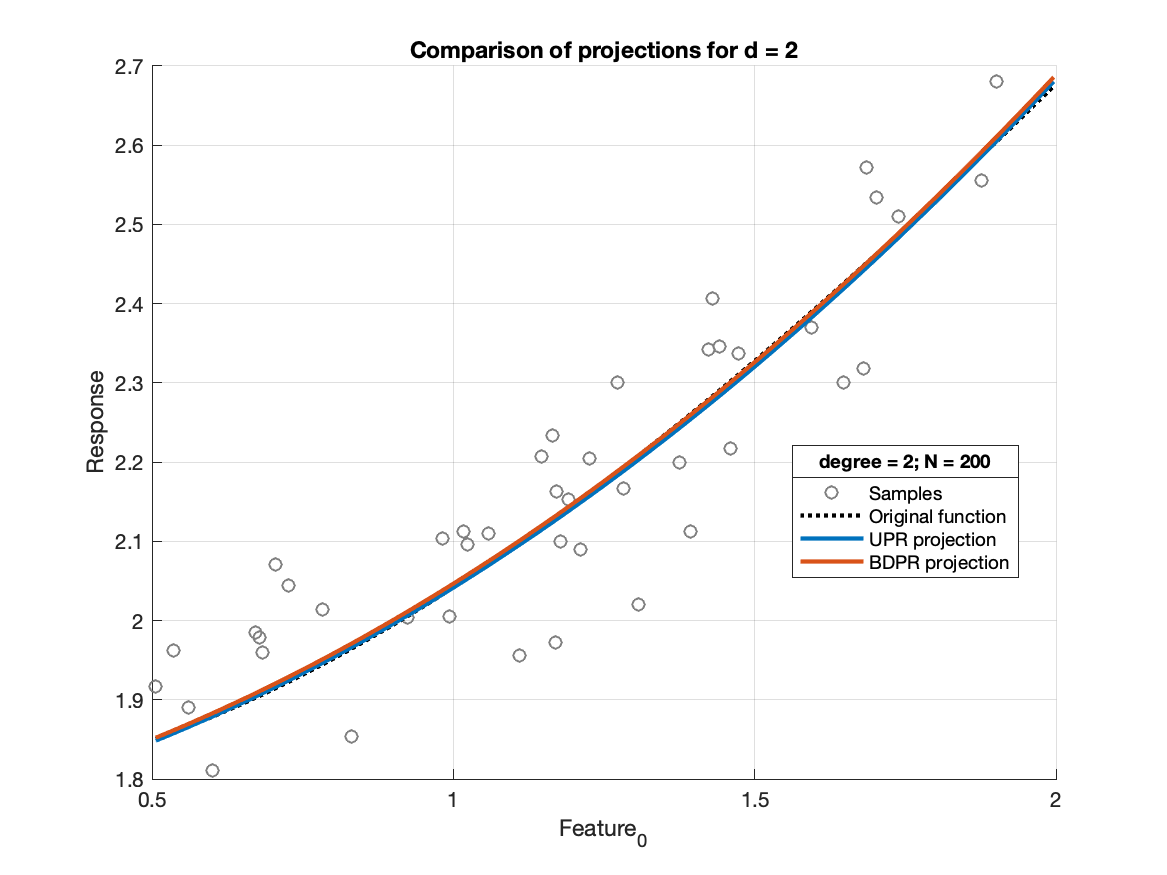 Comparison of projections for d = 2
2.7
2.6
2.5
2.4
2.3
2.2
2.1
2
1.9
1.8
Response
degree = 2; N = 200
Samples
Original function
UPR projection
BDPR projection
0.5
1
1.5
2
Feature0